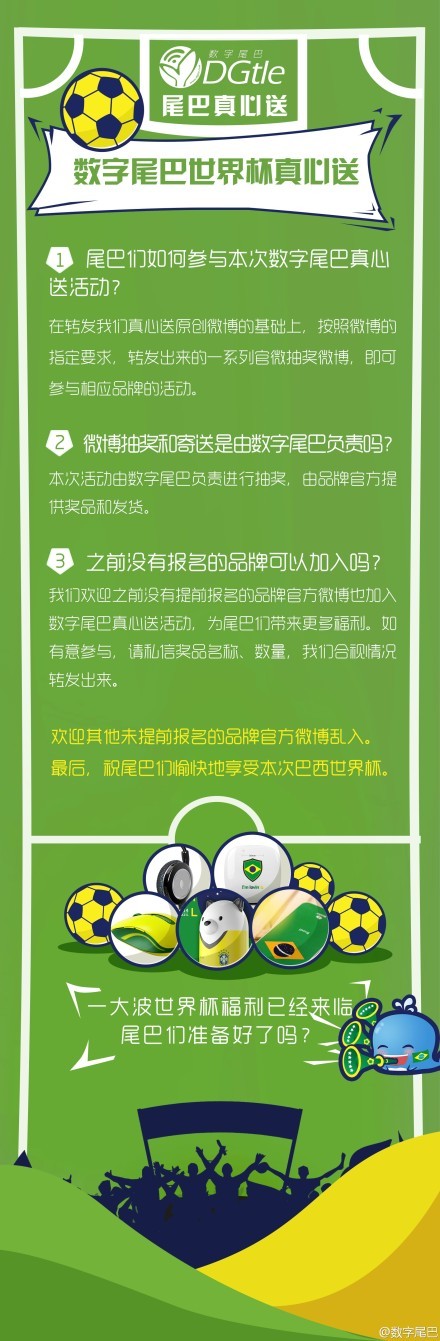 数字尾巴
DGtle
尾巴真心送
数字尾巴世界杯真心送
1 尾巴们如何参与本次数字尾巴真心
送活动？
在转发我们真心送原创微博的基础上，按照微博的
指定要求，转发出来的一系列官微抽奖微博，即可
参与相应品牌的活动。
2 微博抽奖和寄送是由数字尾巴负责吗？
本次活动由数字尾巴负责进行抽奖，由品牌官方提
供奖品和发货。
3 之前没有报名的品牌可以加入吗？
我们欢迎之前没有提前报名的品牌官方微博也加入
数字尾巴真心送活动，为尾巴们带来更多福利。如
有意参与，请私信奖品名称、数量，我们合视情况
转发出来。
欢迎其他未提前报名的品牌官方微博乱入。
最后，祝尾巴们愉快地享受本次巴西世界杯。
一大波世界杯福利已经来临
尾巴们准备好了吗？
@数字尾巴